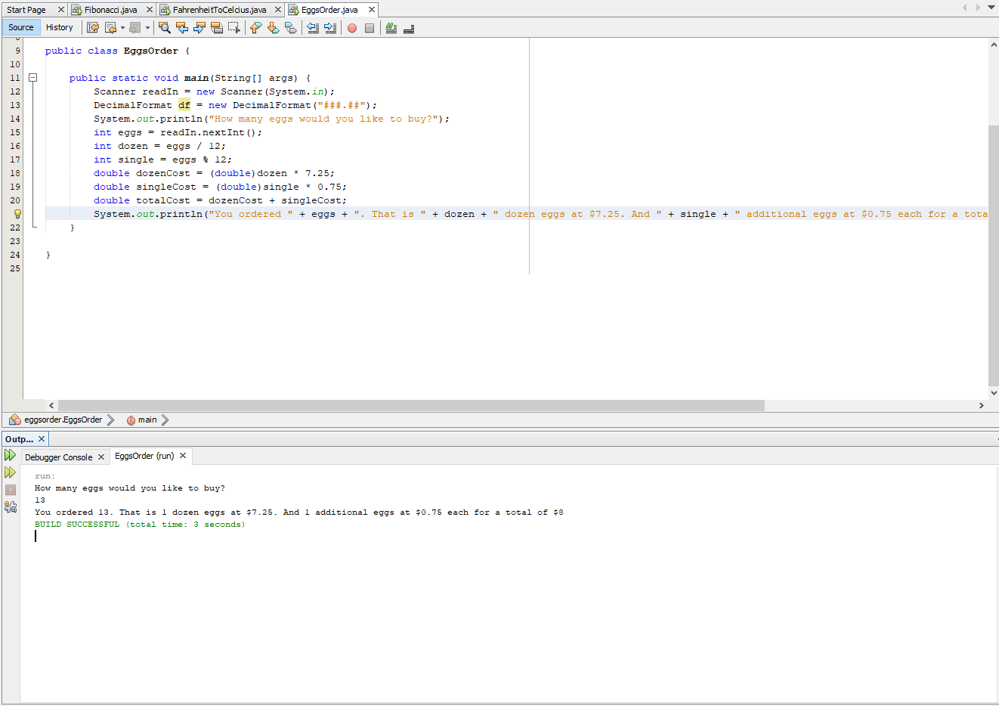 Start Page Fibonacci.java FahrenheitToCelcius.java EggsOrder.java
Source History
9 public class EggsOrder {
10
11 public static void main(String[] args) {
12 Scanner readIn = new Scanner(System.in);
13 DecimalFormat df = new DecimalFormat("###.##");
14 System.out.println("How many eggs would you like to buy?");
15 int eggs = readIn.nextInt();
16 int dozen = eggs / 12;
17 int single = eggs % 12;
18 double dozenCost = (double)dozen * 7.25;
19 double singleCost = (double)single * 0.75;
20 double totalCost = dozenCost + singleCost;
System.out.println("You ordered " + eggs + ". That is " + dozen + " dozen eggs at $7.25. And " + single + " additional eggs at $0.75 each for a tota
22 }
23
24 }
25
eggsorder.EggsOrder main
Outp...
Debugger Console EggsOrder (run)
run:
How many eggs would you like to buy?
13
You ordered 13. That is 1 dozen eggs at $7.25. And 1 additional eggs at $0.75 each for a total of $8
BUILD SUCCESSFUL (total time: 3 seconds)